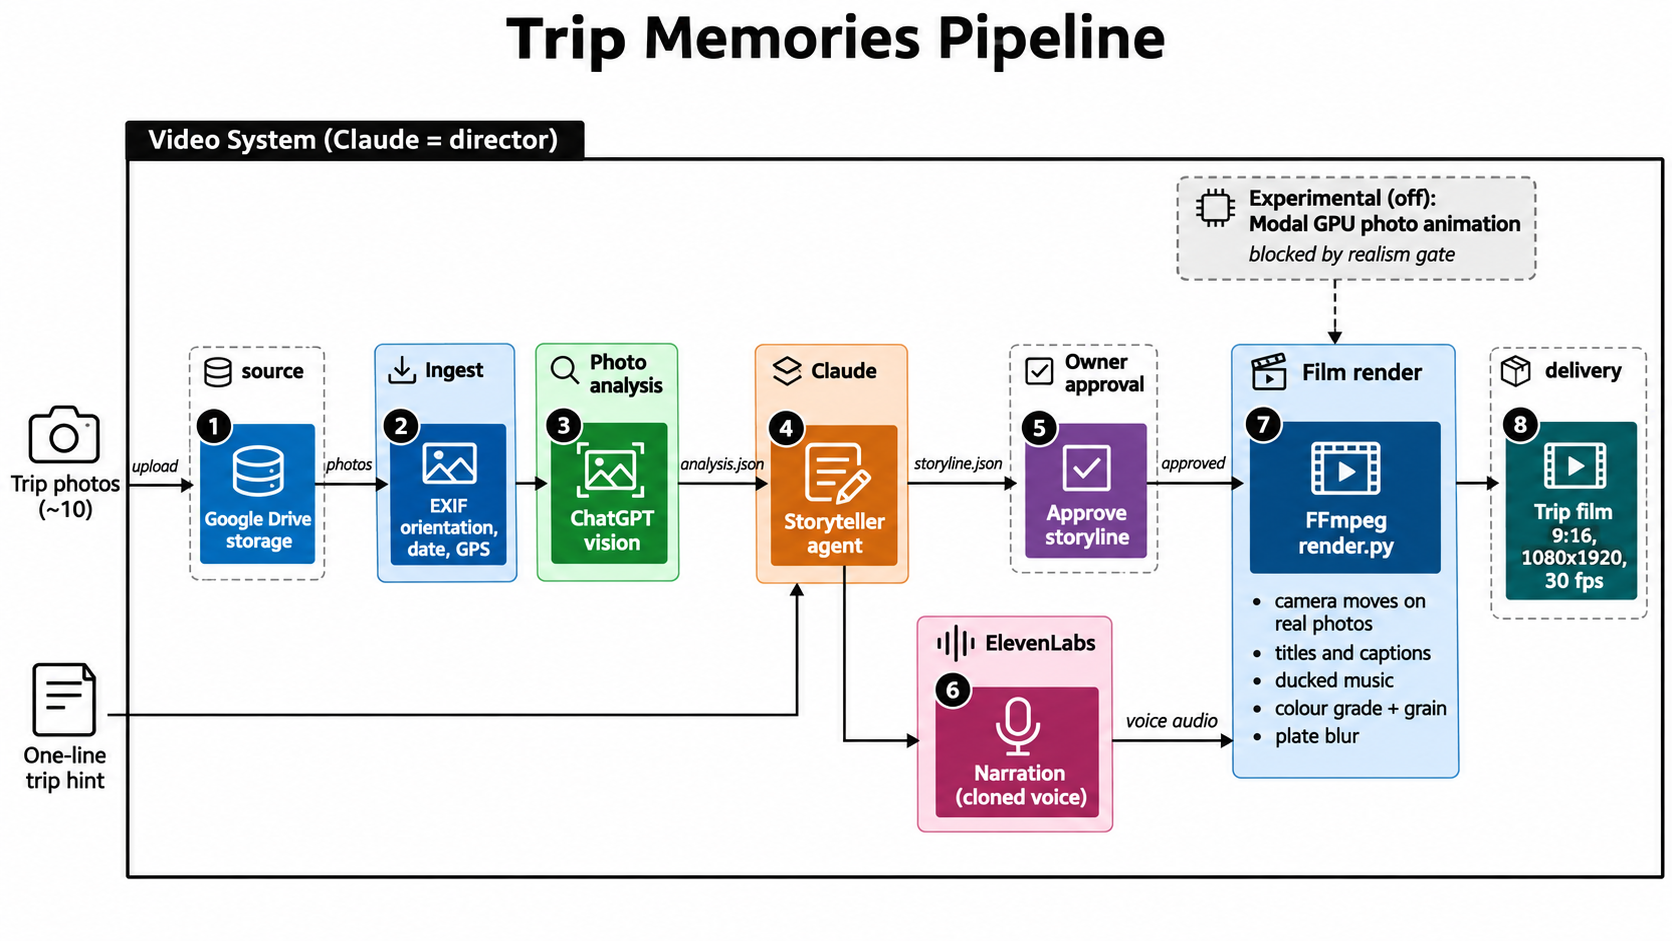 Trip Memories Pipeline
Video System (Claude = director)
Experimental (off):
Modal GPU photo animation
blocked by realism gate
Trip photos
(~10)
upload
source
1
Google Drive
storage
photos
Ingest
2
EXIF
orientation,
date, GPS
Photo
analysis
3
ChatGPT
vision
analysis.json
Claude
4
Storyteller
agent
storyline.json
Owner
approval
5
Approve
storyline
approved
Film render
7
FFmpeg
render.py
• camera moves on
real photos
• titles and captions
• ducked music
• colour grade + grain
• plate blur
delivery
8
Trip film
9:16,
1080x1920,
30 fps
One-line
trip hint
ElevenLabs
6
Narration
(cloned voice)
voice audio